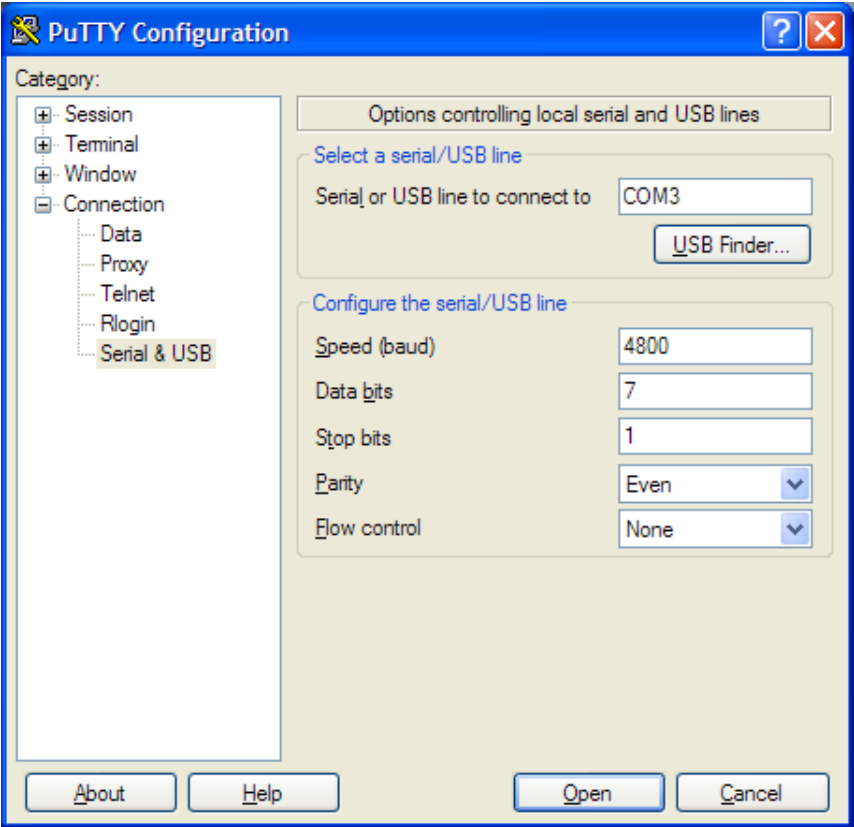 PuTTY Configuration
Category:
Session
Terminal
Window
Connection
Data
Proxy
Telnet
Rlogin
Serial & USB
Options controlling local serial and USB lines
Select a serial/USB line
Serial or USB line to connect to COM3
USB Finder...
Configure the serial/USB line
Speed (baud) 4800
Data bits 7
Stop bits 1
Parity Even
Flow control None
About Help Open Cancel